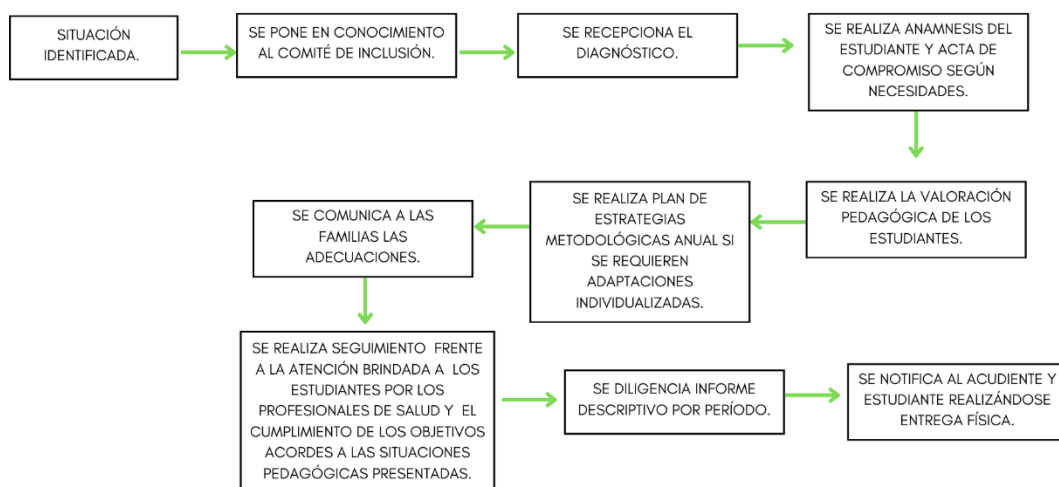 SITUACIÓN
IDENTIFICADA.
SE PONE EN CONOCIMIENTO
AL COMITÉ DE INCLUSIÓN.
SE RECEPCIONA EL
DIAGNÓSTICO.
SE REALIZA ANAMNESIS DEL
ESTUDIANTE Y ACTA DE
COMPROMISO SEGÚN
NECESIDADES.
SE REALIZA LA VALORACIÓN
PEDAGÓGICA DE LOS
ESTUDIANTES.
SE REALIZA PLAN DE
ESTRATEGIAS
METODOLÓGICAS ANUAL SI
SE REQUIEREN
ADAPTACIONES
INDIVIDUALIZADAS.
SE COMUNICA A LAS
FAMILIAS LAS
ADECUACIONES.
SE REALIZA SEGUIMIENTO FRENTE
A LA ATENCIÓN BRINDADA A LOS
ESTUDIANTES POR LOS
PROFESIONALES DE SALUD Y EL
CUMPLIMIENTO DE LOS OBJETIVOS
ACORDES A LAS SITUACIONES
PEDAGÓGICAS PRESENTADAS.
SE DILIGENCIA INFORME
DESCRIPTIVO POR PERÍODO.
SE NOTIFICA AL ACUDIENTE Y
ESTUDIANTE REALIZÁNDOSE
ENTREGA FÍSICA.